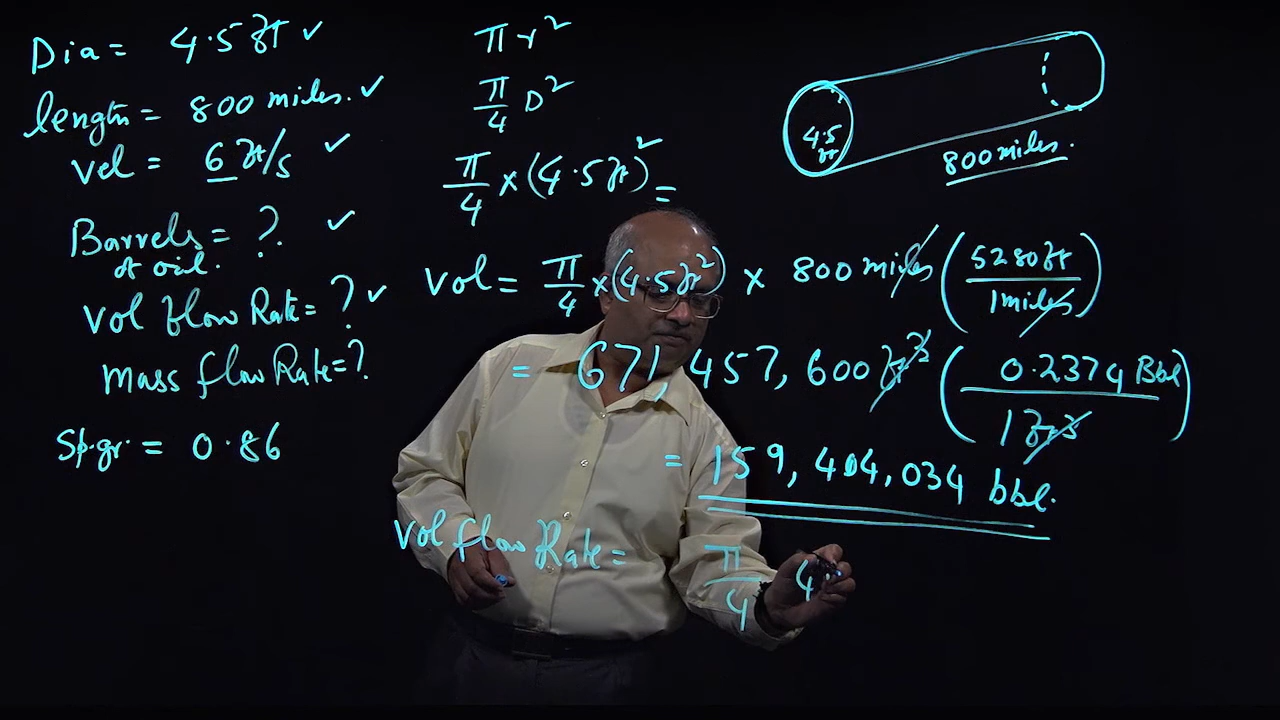 Dia = 4.5 ft ✓
length = 800 miles. ✓
vel = 6 ft/s ✓
Barrels = ? ✓
of oil.
Vol flow Rate = ? ✓
Mass flow Rate = ?
Sp.gr. = 0.86
π r²
π/4 D²
π/4 × (4.5 ft)² =
4.5 ft
800 miles.
Vol = π/4 × (4.5 ft²) × 800 miles (5280 ft / 1 miles)
= 671,457,600 ft³ (0.2374 Bbl / 1 ft³)
= 159,404,034 bbl.
Vol flow Rate = π/4 4.